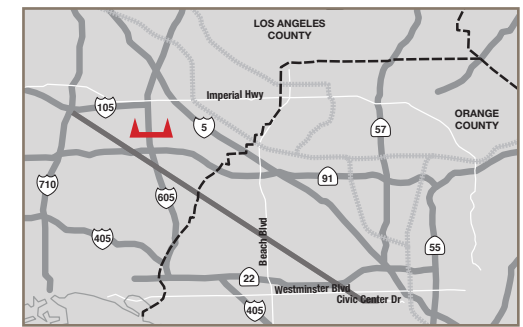 LOS ANGELES
COUNTY
Imperial Hwy
105
5
57
ORANGE
COUNTY
710
605
91
405
55
Beach Blvd
22
Westminster Blvd
Civic Center Dr
405